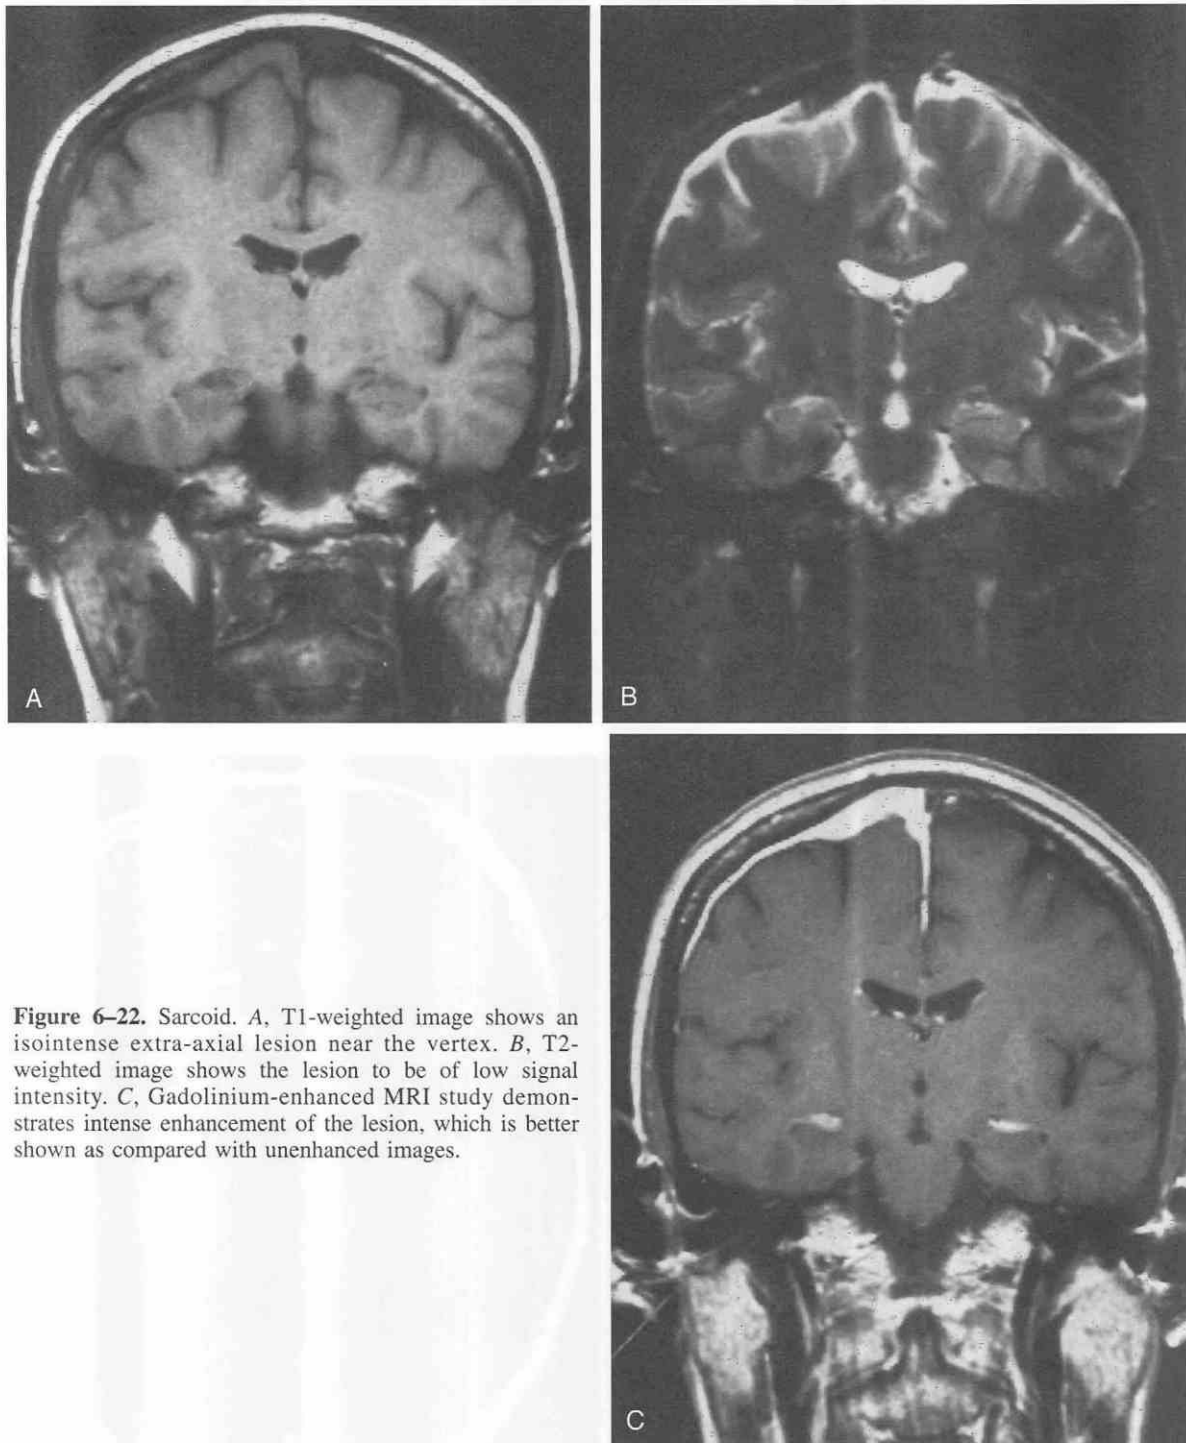 A
B
Figure 6–22. Sarcoid. A, T1-weighted image shows an
isointense extra-axial lesion near the vertex. B, T2-
weighted image shows the lesion to be of low signal
intensity. C, Gadolinium-enhanced MRI study demon-
strates intense enhancement of the lesion, which is better
shown as compared with unenhanced images.
C